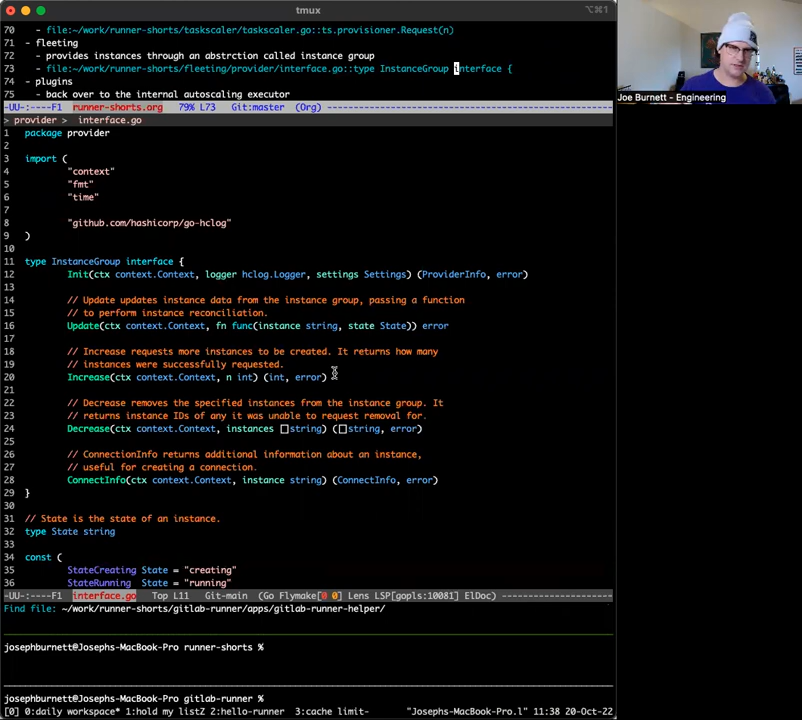 tmux
⌥⌘1
70    - file:~/work/runner-shorts/taskscaler/taskscaler.go::ts.provisioner.Request(n)
71  - fleeting
72    - provides instances through an abstrction called instance group
73    - file:~/work/runner-shorts/fleeting/provider/interface.go::type InstanceGroup interface {
74  - plugins
75    - back over to the internal autoscaling executor
-UU-:----F1  runner-shorts.org   79% L73   Git:master  (Org) ----------------------------------------
> provider >  interface.go
1  package provider
2
3  import (
4          "context"
5          "fmt"
6          "time"
7
8          "github.com/hashicorp/go-hclog"
9  )
10
11 type InstanceGroup interface {
12         Init(ctx context.Context, logger hclog.Logger, settings Settings) (ProviderInfo, error)
13
14         // Update updates instance data from the instance group, passing a function
15         // to perform instance reconciliation.
16         Update(ctx context.Context, fn func(instance string, state State)) error
17
18         // Increase requests more instances to be created. It returns how many
19         // instances were successfully requested.
20         Increase(ctx context.Context, n int) (int, error)
21
22         // Decrease removes the specified instances from the instance group. It
23         // returns instance IDs of any it was unable to request removal for.
24         Decrease(ctx context.Context, instances []string) ([]string, error)
25
26         // ConnectionInfo returns additional information about an instance,
27         // useful for creating a connection.
28         ConnectInfo(ctx context.Context, instance string) (ConnectInfo, error)
29 }
30
31 // State is the state of an instance.
32 type State string
33
34 const (
35         StateCreating State = "creating"
36         StateRunning  State = "running"
-UU-:----F1  interface.go   Top L11   Git-main  (Go Flymake[0 0] Lens LSP[gopls:10081] ElDoc) ----------------
Find file: ~/work/runner-shorts/gitlab-runner/apps/gitlab-runner-helper/
josephburnett@Josephs-MacBook-Pro runner-shorts %
josephburnett@Josephs-MacBook-Pro gitlab-runner %
[0] 0:daily workspace* 1:hold my listZ 2:hello-runner  3:cache limit-       "Josephs-MacBook-Pro.l" 11:38 20-Oct-22
Joe Burnett - Engineering